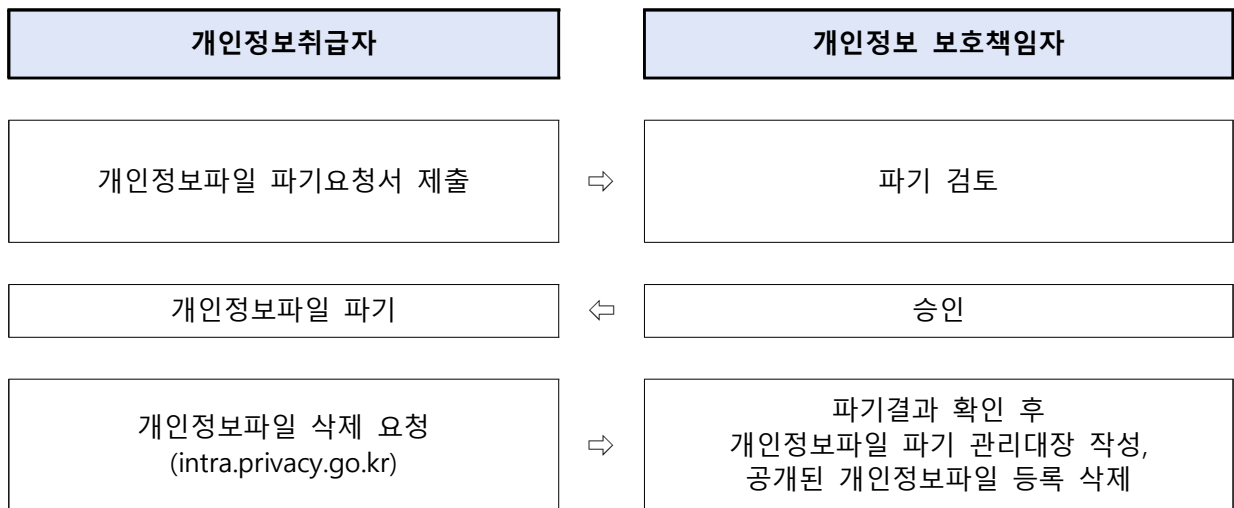 개인정보취급자
개인정보 보호책임자
개인정보파일 파기요청서 제출
⇨
파기 검토
개인정보파일 파기
⇦
승인
개인정보파일 삭제 요청
(intra.privacy.go.kr)
⇨
파기결과 확인 후
개인정보파일 파기 관리대장 작성,
공개된 개인정보파일 등록 삭제